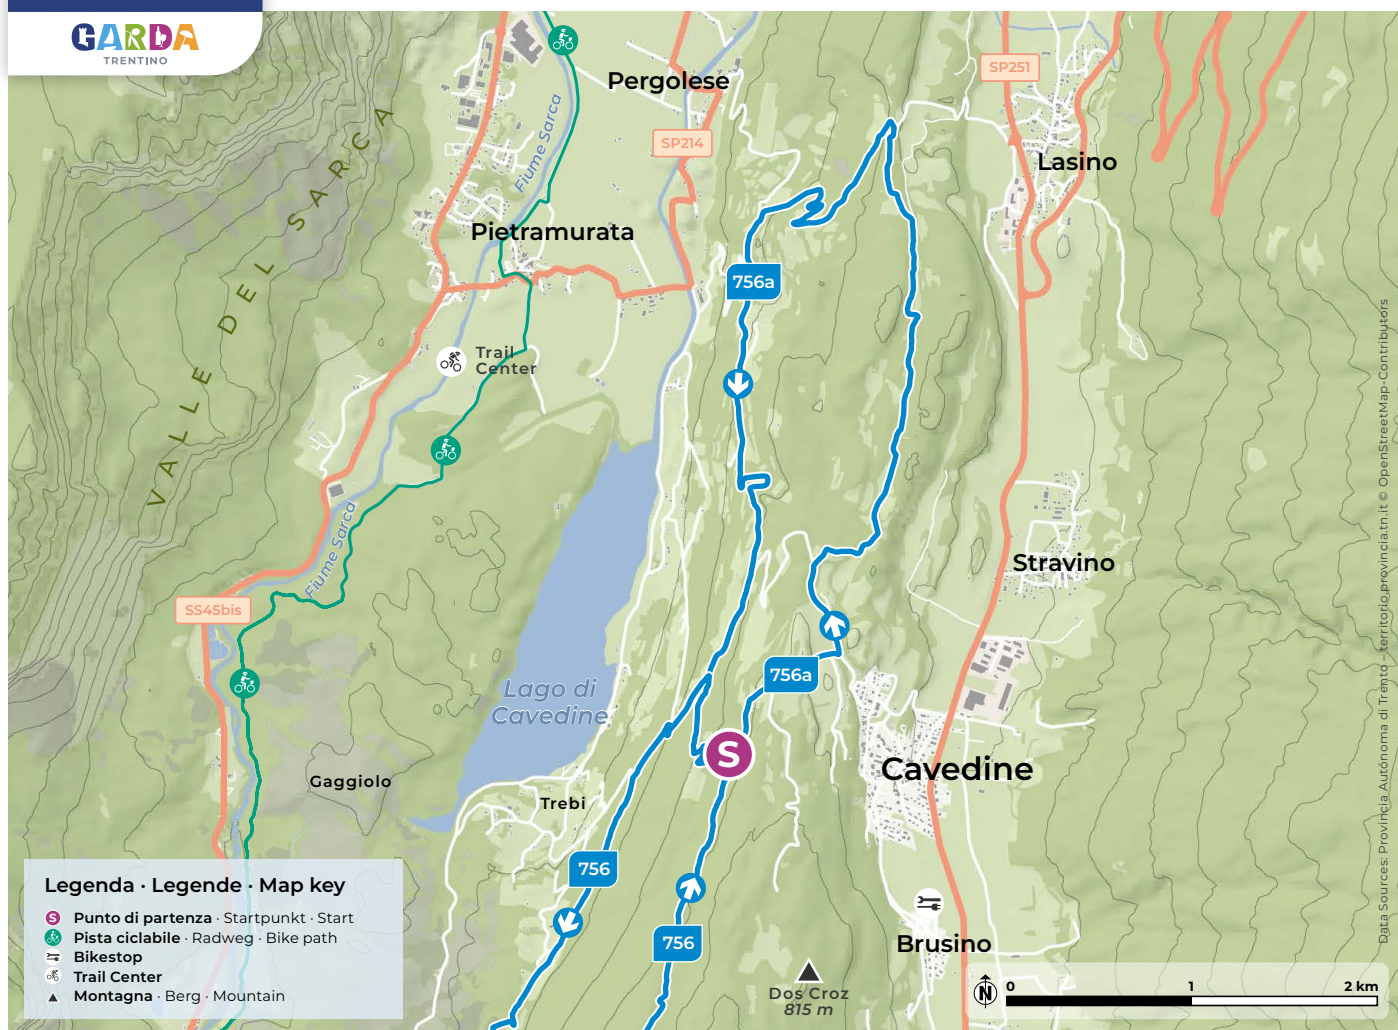 GARDA
TRENTINO
Pergolese
SP251
SP214
Lasino
Fiume Sarca
VALLE DEL SARCA
Pietramurata
756a
Trail
Center
Fiume Sarca
Stravino
SS45bis
756a
Lago di
Cavedine
S
Cavedine
Gaggiolo
Trebi
756
756
Brusino
Dos Croz
815 m
Legenda · Legende · Map key
S Punto di partenza · Startpunkt · Start
Pista ciclabile · Radweg · Bike path
Bikestop
Trail Center
Montagna · Berg · Mountain
N
0 1 2 km
Data Sources: Provincia Autónoma di Trento - territorio.provincia.tn.it © OpenStreetMap-Contributors